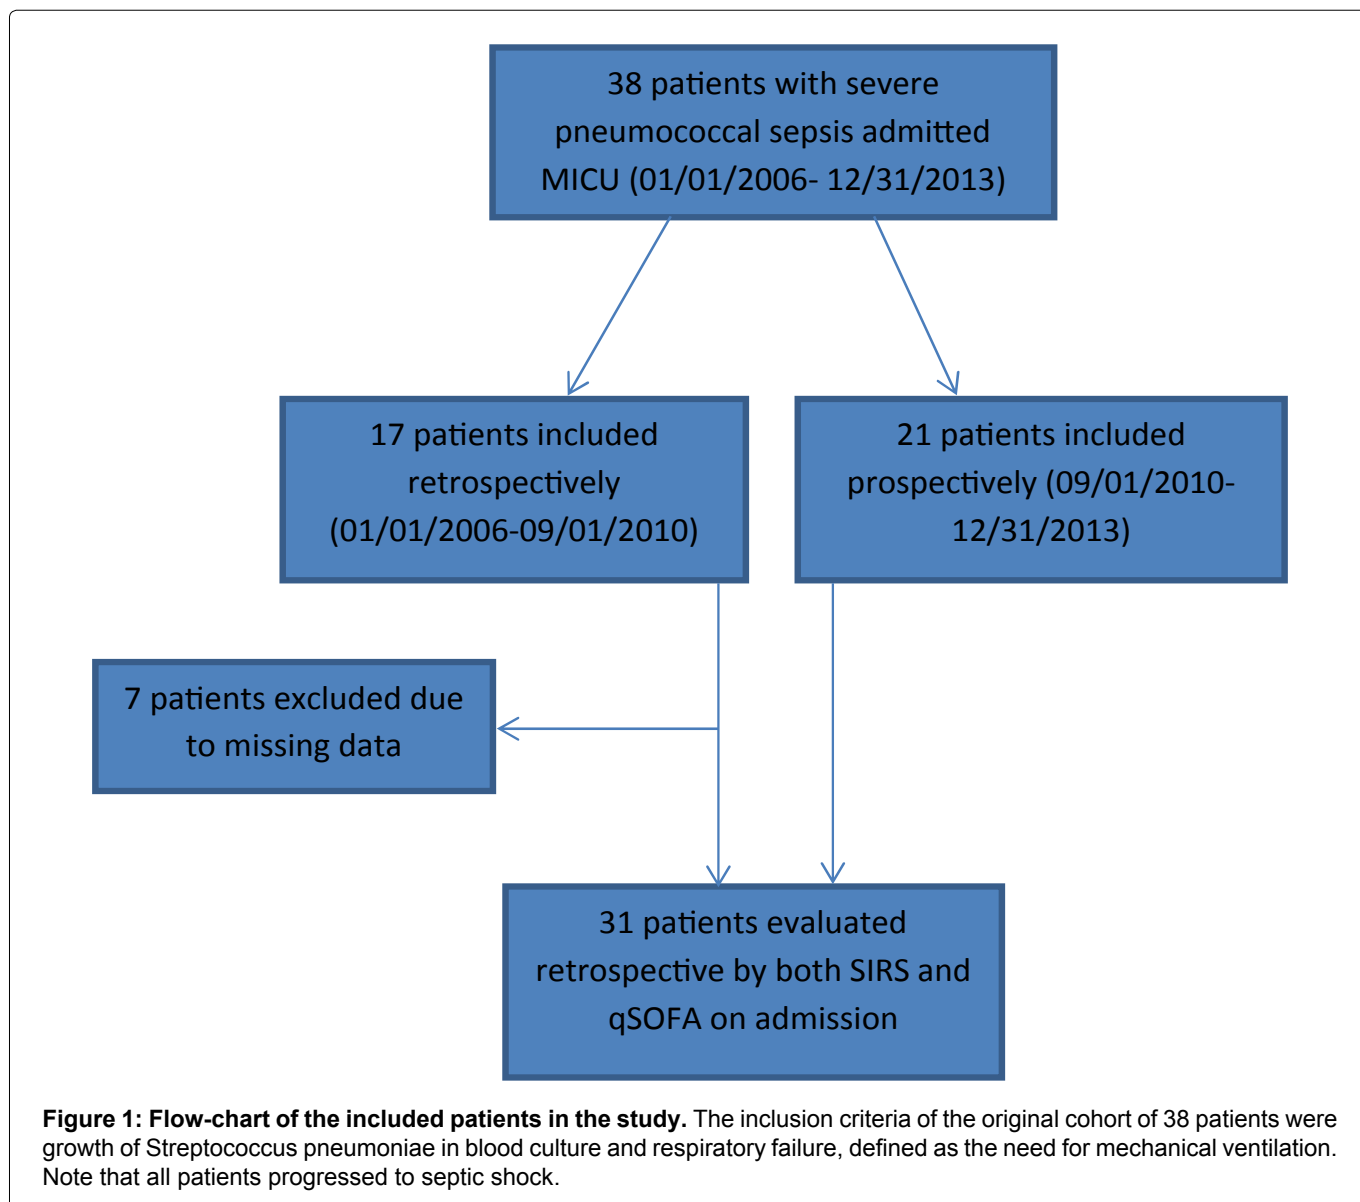 38 patients with severe
pneumococcal sepsis admitted
MICU (01/01/2006- 12/31/2013)
17 patients included
retrospectively
(01/01/2006-09/01/2010)
21 patients included
prospectively (09/01/2010-
12/31/2013)
7 patients excluded due
to missing data
31 patients evaluated
retrospective by both SIRS and
qSOFA on admission
Figure 1: Flow-chart of the included patients in the study. The inclusion criteria of the original cohort of 38 patients were
growth of Streptococcus pneumoniae in blood culture and respiratory failure, defined as the need for mechanical ventilation.
Note that all patients progressed to septic shock.